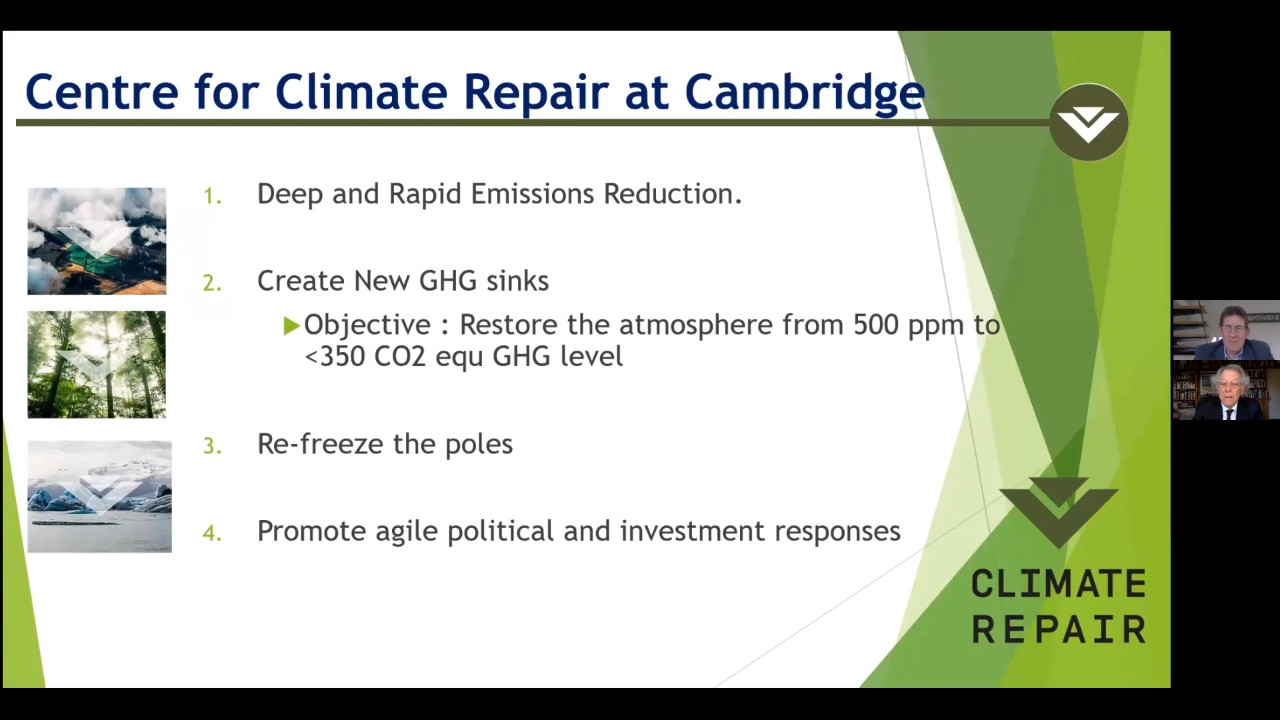 Centre for Climate Repair at Cambridge
1. Deep and Rapid Emissions Reduction.
2. Create New GHG sinks
Objective : Restore the atmosphere from 500 ppm to
<350 CO2 equ GHG level
3. Re-freeze the poles
4. Promote agile political and investment responses
CLIMATE
REPAIR